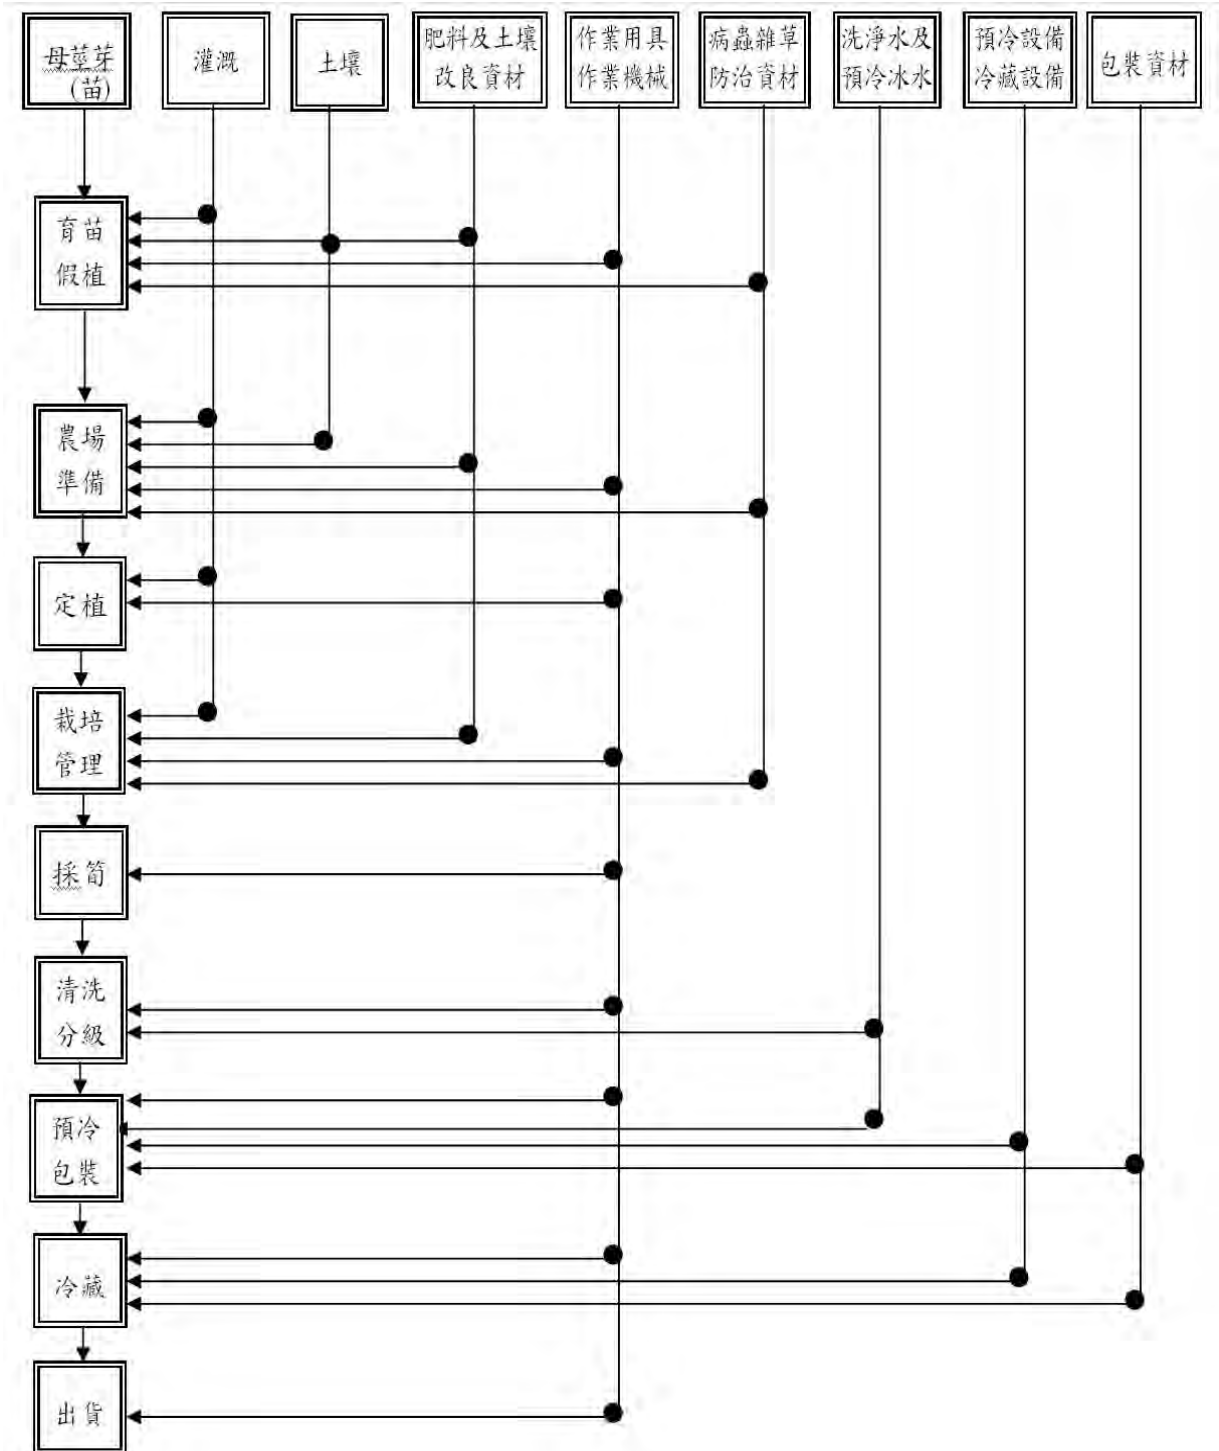 母莖芽
(苗)
灌溉
土壤
肥料及土壤
改良資材
作業用具
作業機械
病蟲雜草
防治資材
洗淨水及
預冷冰水
預冷設備
冷藏設備
包裝資材
育苗
假植
農場
準備
定植
栽培
管理
採筍
清洗
分級
預冷
包裝
冷藏
出貨